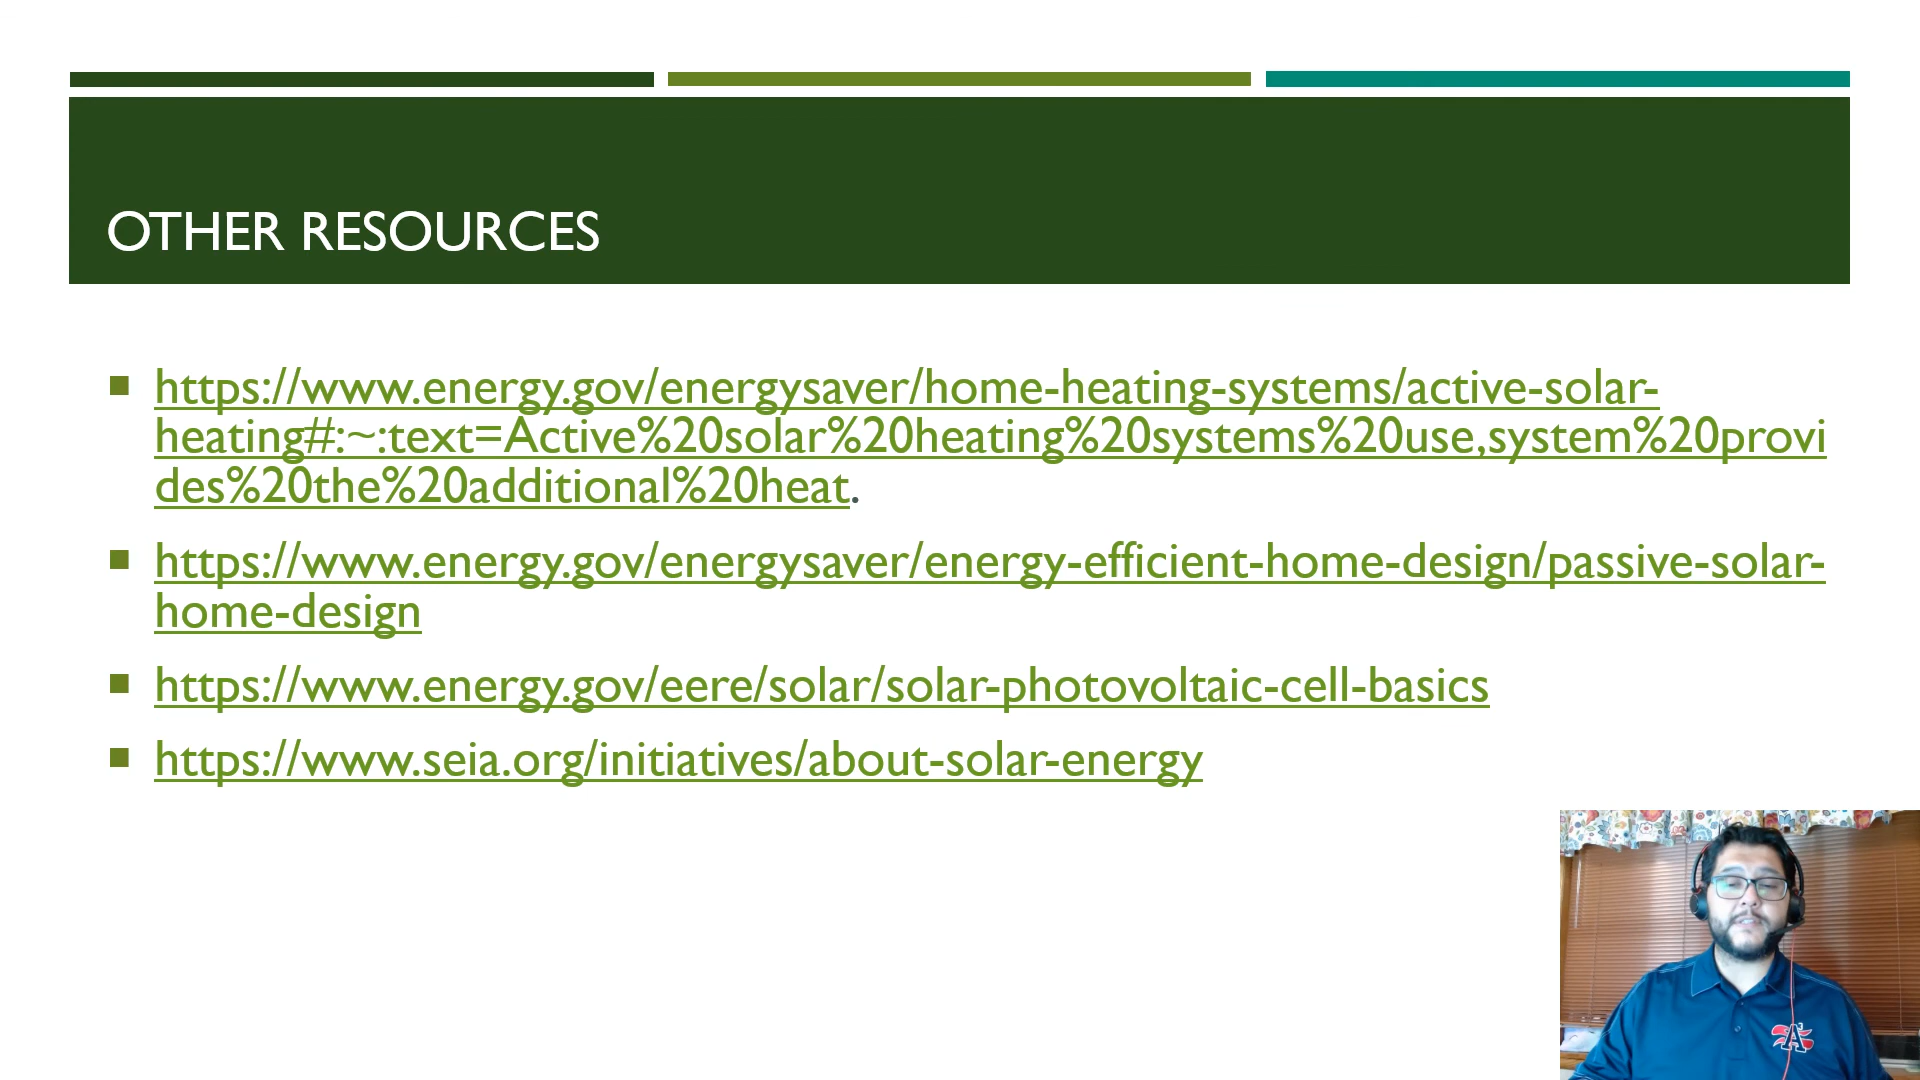 OTHER RESOURCES
https://www.energy.gov/energysaver/home-heating-systems/active-solar-
heating#:~:text=Active%20solar%20heating%20systems%20use,system%20provi
des%20the%20additional%20heat.
https://www.energy.gov/energysaver/energy-efficient-home-design/passive-solar-
home-design
https://www.energy.gov/eere/solar/solar-photovoltaic-cell-basics
https://www.seia.org/initiatives/about-solar-energy
A